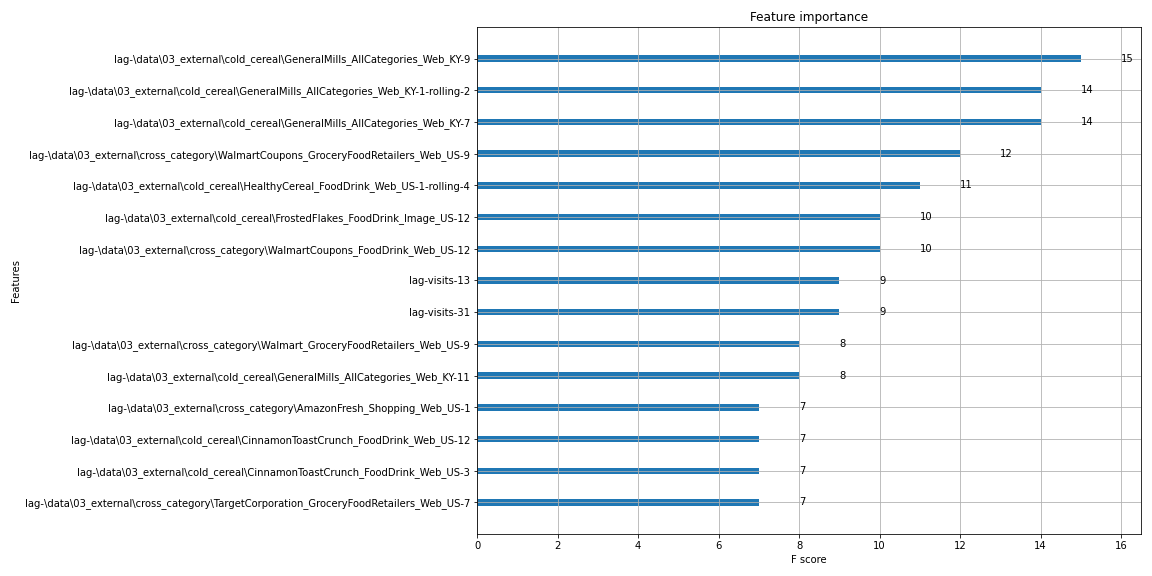 Feature importance
lag-\data\03_external\cold_cereal\GeneralMills_AllCategories_Web_KY-9 15
lag-\data\03_external\cold_cereal\GeneralMills_AllCategories_Web_KY-1-rolling-2 14
lag-\data\03_external\cold_cereal\GeneralMills_AllCategories_Web_KY-7 14
lag-\data\03_external\cross_category\WalmartCoupons_GroceryFoodRetailers_Web_US-9 12
lag-\data\03_external\cold_cereal\HealthyCereal_FoodDrink_Web_US-1-rolling-4 11
lag-\data\03_external\cold_cereal\FrostedFlakes_FoodDrink_Image_US-12 10
lag-\data\03_external\cross_category\WalmartCoupons_FoodDrink_Web_US-12 10
lag-visits-13 9
lag-visits-31 9
lag-\data\03_external\cross_category\Walmart_GroceryFoodRetailers_Web_US-9 8
lag-\data\03_external\cold_cereal\GeneralMills_AllCategories_Web_KY-11 8
lag-\data\03_external\cross_category\AmazonFresh_Shopping_Web_US-1 7
lag-\data\03_external\cold_cereal\CinnamonToastCrunch_FoodDrink_Web_US-12 7
lag-\data\03_external\cold_cereal\CinnamonToastCrunch_FoodDrink_Web_US-3 7
lag-\data\03_external\cross_category\TargetCorporation_GroceryFoodRetailers_Web_US-7 7
Features
0 2 4 6 8 10 12 14 16
F score